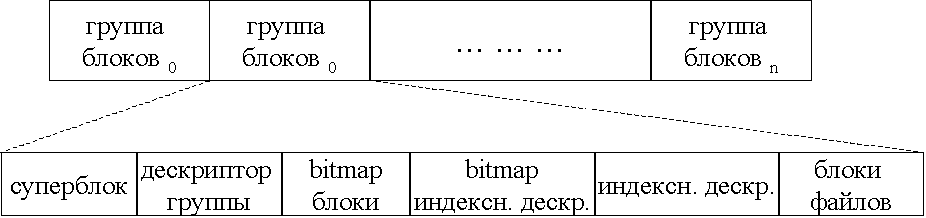 группа группа группа
блоков 0 блоков 0 ... ... ... блоков n
суперблок дескриптор группы bitmap блоки bitmap индексн. дескр. индексн. дескр. блоки файлов